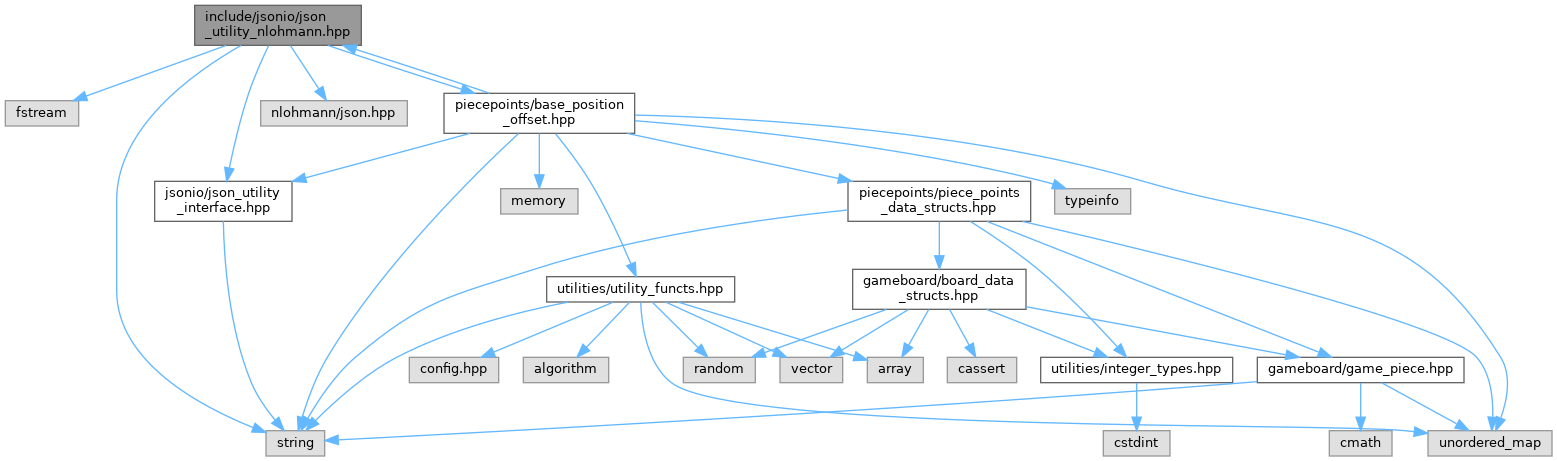 include/jsonio/json
_utility_nlohmann.hpp
fstream
nlohmann/json.hpp
piecepoints/base_position
_offset.hpp
jsonio/json_utility
_interface.hpp
memory
piecepoints/piece_points
_data_structs.hpp
typeinfo
utilities/utility_functs.hpp
gameboard/board_data
_structs.hpp
config.hpp
algorithm
random
vector
array
cassert
utilities/integer_types.hpp
gameboard/game_piece.hpp
string
cstdint
cmath
unordered_map